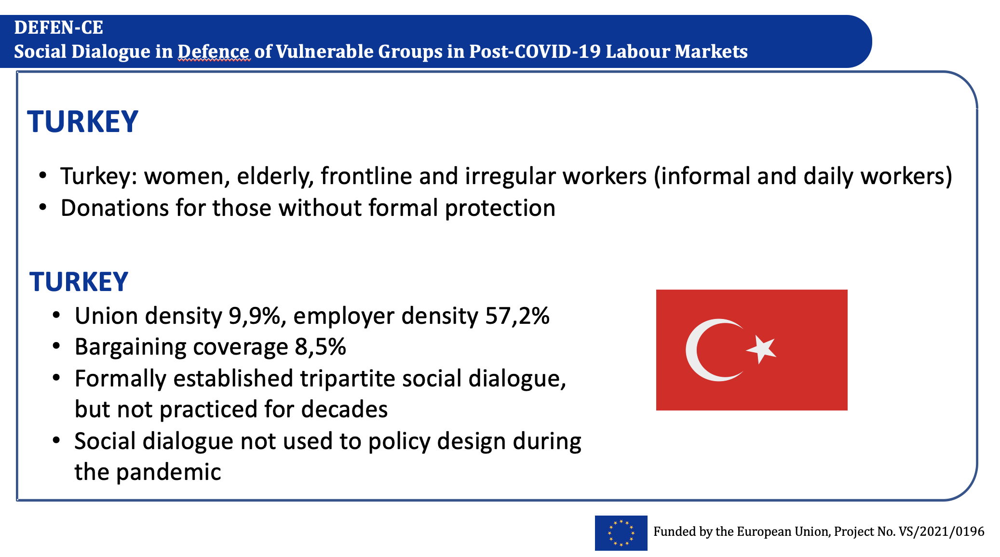 DEFEN-CE
Social Dialogue in Defence of Vulnerable Groups in Post-COVID-19 Labour Markets
TURKEY
• Turkey: women, elderly, frontline and irregular workers (informal and daily workers)
• Donations for those without formal protection
TURKEY
• Union density 9,9%, employer density 57,2%
• Bargaining coverage 8,5%
• Formally established tripartite social dialogue,
but not practiced for decades
• Social dialogue not used to policy design during
the pandemic
Funded by the European Union, Project No. VS/2021/0196